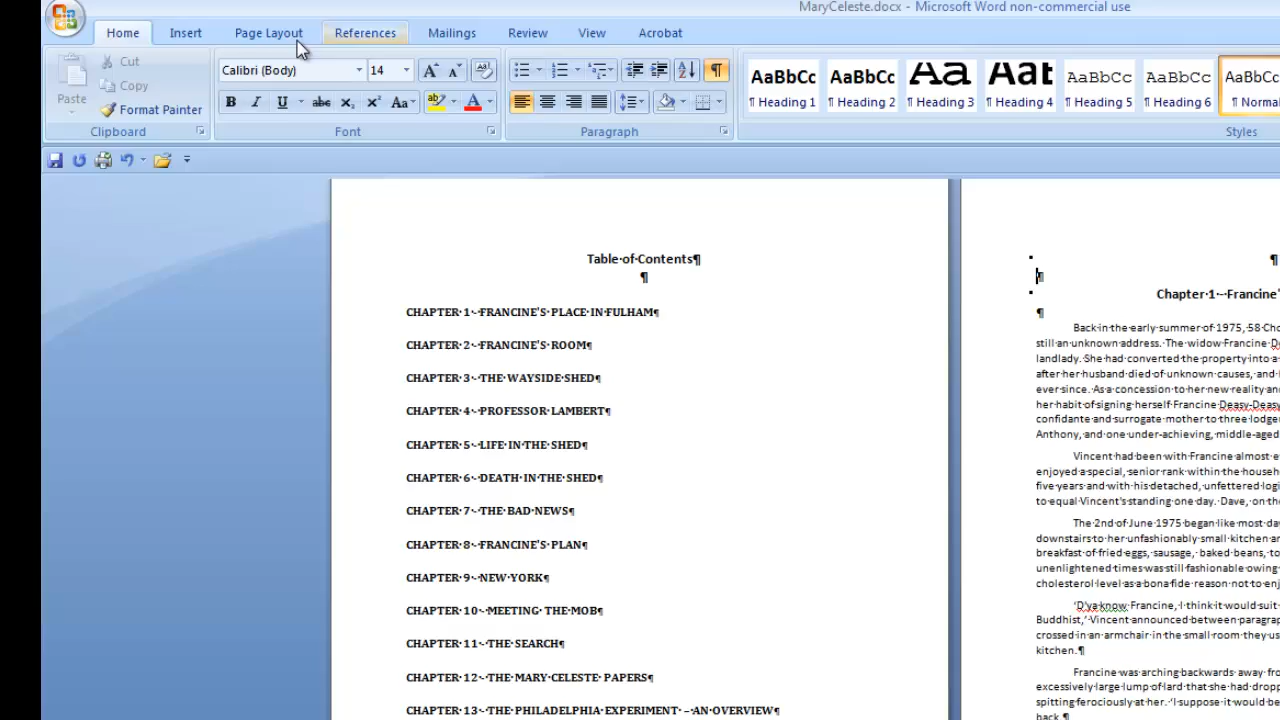 MaryCeleste.docx - Microsoft Word non-commercial use
Home Insert Page Layout References Mailings Review View Acrobat
Paste
Cut
Copy
Format Painter
Clipboard
Calibri (Body) 14
Font
Paragraph
AaBbCc AaBbCc Aa Aat AaBbCc AaBbCc AaBbCc
¶ Heading 1 ¶ Heading 2 ¶ Heading 3 ¶ Heading 4 ¶ Heading 5 ¶ Heading 6 ¶ Norma
Styles
Table·of·Contents¶
¶
CHAPTER·1·-·FRANCINE'S·PLACE·IN·FULHAM¶
CHAPTER·2·-·FRANCINE'S·ROOM¶
CHAPTER·3·-·THE·WAYSIDE·SHED¶
CHAPTER·4·-·PROFESSOR·LAMBERT¶
CHAPTER·5·-·LIFE·IN·THE·SHED¶
CHAPTER·6·-·DEATH·IN·THE·SHED¶
CHAPTER·7·-·THE·BAD·NEWS¶
CHAPTER·8·-·FRANCINE'S·PLAN¶
CHAPTER·9·-·NEW·YORK¶
CHAPTER·10·-·MEETING·THE·MOB¶
CHAPTER·11·-·THE·SEARCH¶
CHAPTER·12·-·THE·MARY·CELESTE·PAPERS¶
CHAPTER·13·-·THE·PHILADELPHIA·EXPERIMENT·–·AN·OVERVIEW¶
¶
¶
Chapter·1·-·Francine'
¶
Back·in·the·early·summer·of·1975,·58·Cho
still·an·unknown·address.·The·widow·Francine·De
landlady.·She·had·converted·the·property·into·a·
after·her·husband·died·of·unknown·causes,·and·
ever·since.·As·a·concession·to·her·new·reality·an
her·habit·of·signing·herself·Francine·Deasy-Deasy
confidante·and·surrogate·mother·to·three·lodge
Anthony,·and·one·under-achieving,·middle-aged
Vincent·had·been·with·Francine·almost·e
enjoyed·a·special,·senior·rank·within·the·househ
five·years·and·with·his·detached,·unfettered·logi
to·equal·Vincent's·standing·one·day.·Dave,·on·th
The·2nd·of·June·1975·began·like·most·da
downstairs·to·her·unfashionably·small·kitchen·a
breakfast·of·fried·eggs,·sausage,·baked·beans,·to
unenlightened·times·was·still·fashionable·owing·
cholesterol·level·as·a·bona·fide·reason·not·to·enj
'D'ya·know·Francine,·I·think·it·would·suit·
Buddhist,'·Vincent·announced·between·paragra
crossed·in·an·armchair·in·the·small·room·they·us
kitchen.¶
Francine·was·arching·backwards·away·fro
excessively·large·lump·of·lard·that·she·had·dropp
spitting·ferociously·at·her.·'I·suppose·it·would·b
back.¶